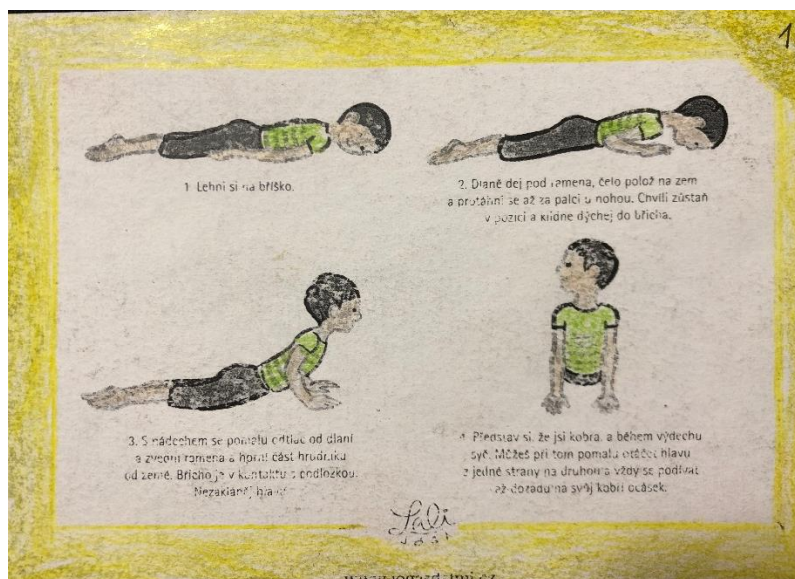 1
1. Lehni si na bříško.
2. Dlaně dej pod ramena, čelo polož na zem
a protáhni se až za palci u nohou. Chvíli zůstaň
v pozici a klidně dýchej do břicha.
3. S nádechem se pomalu odtlač od dlaní
a zvedni ramena a horní část hrudníku
od země. Břicho je v kontaktu s podložkou.
Nezakláněj hlavu.
4. Představ si, že jsi kobra, a během výdechu
syč. Můžeš při tom pomalu otáčet hlavu
z jedné strany na druhou a vždy se podívat
až dozadu na svůj kobří ocásek.